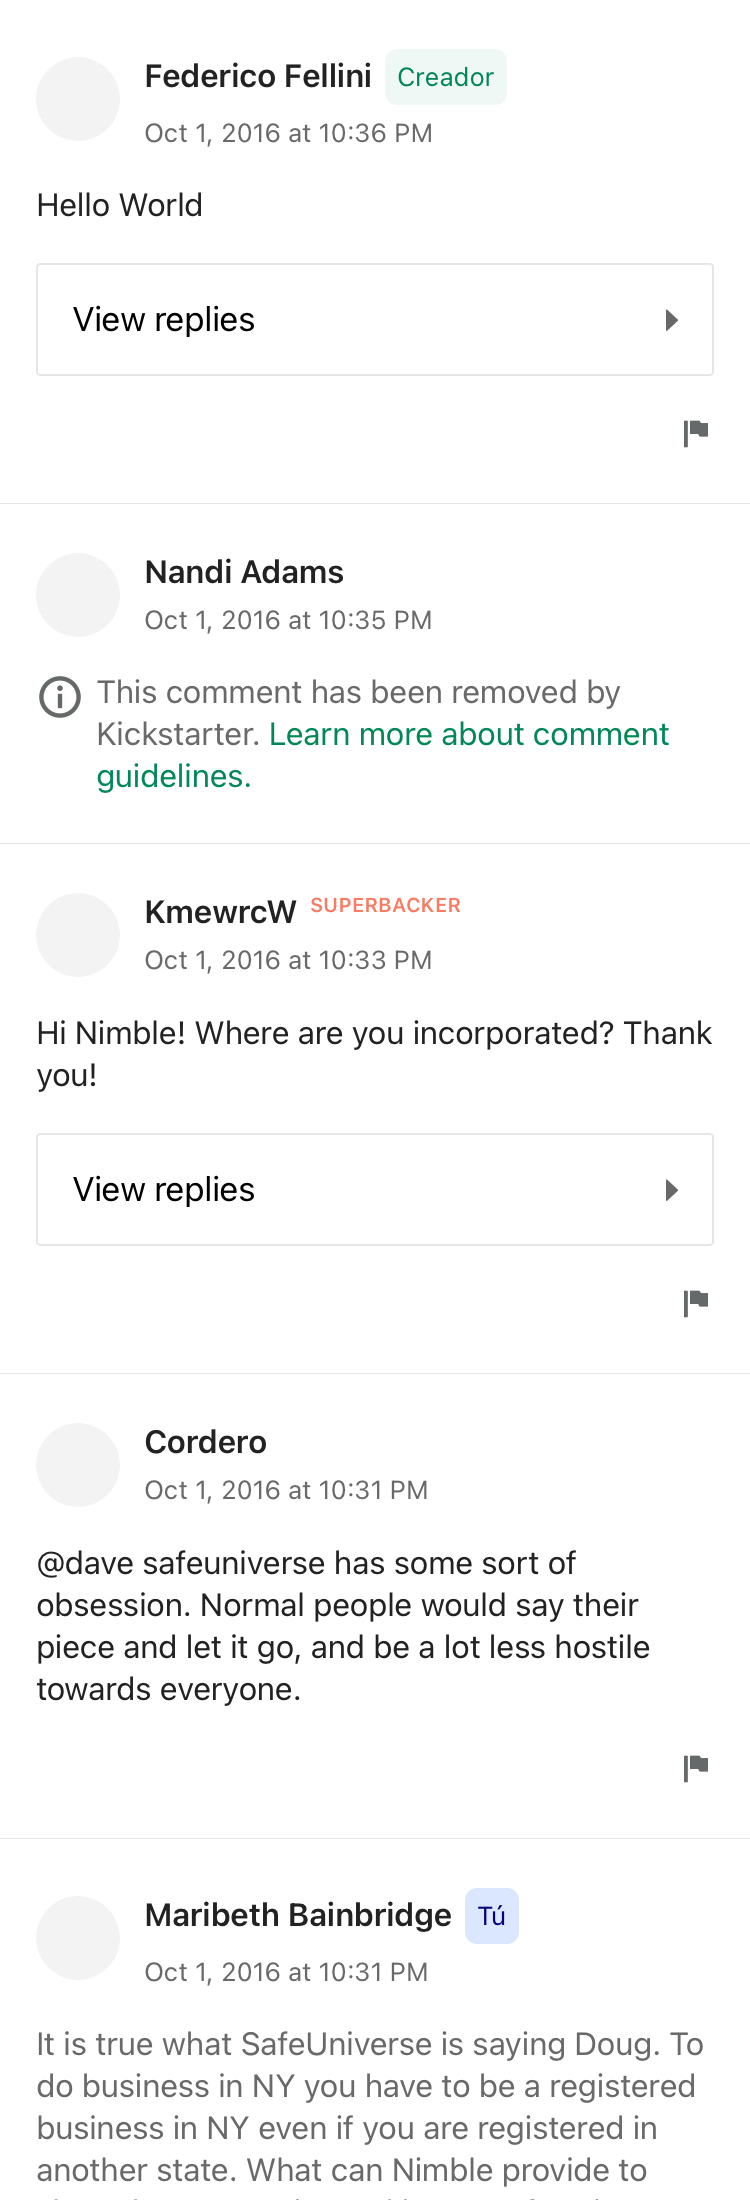 Federico Fellini Creador
Oct 1, 2016 at 10:36 PM
Hello World
View replies
Nandi Adams
Oct 1, 2016 at 10:35 PM
This comment has been removed by
Kickstarter. Learn more about comment
guidelines.
KmewrcW SUPERBACKER
Oct 1, 2016 at 10:33 PM
Hi Nimble! Where are you incorporated? Thank
you!
View replies
Cordero
Oct 1, 2016 at 10:31 PM
@dave safeuniverse has some sort of
obsession. Normal people would say their
piece and let it go, and be a lot less hostile
towards everyone.
Maribeth Bainbridge Tú
Oct 1, 2016 at 10:31 PM
It is true what SafeUniverse is saying Doug. To
do business in NY you have to be a registered
business in NY even if you are registered in
another state. What can Nimble provide to